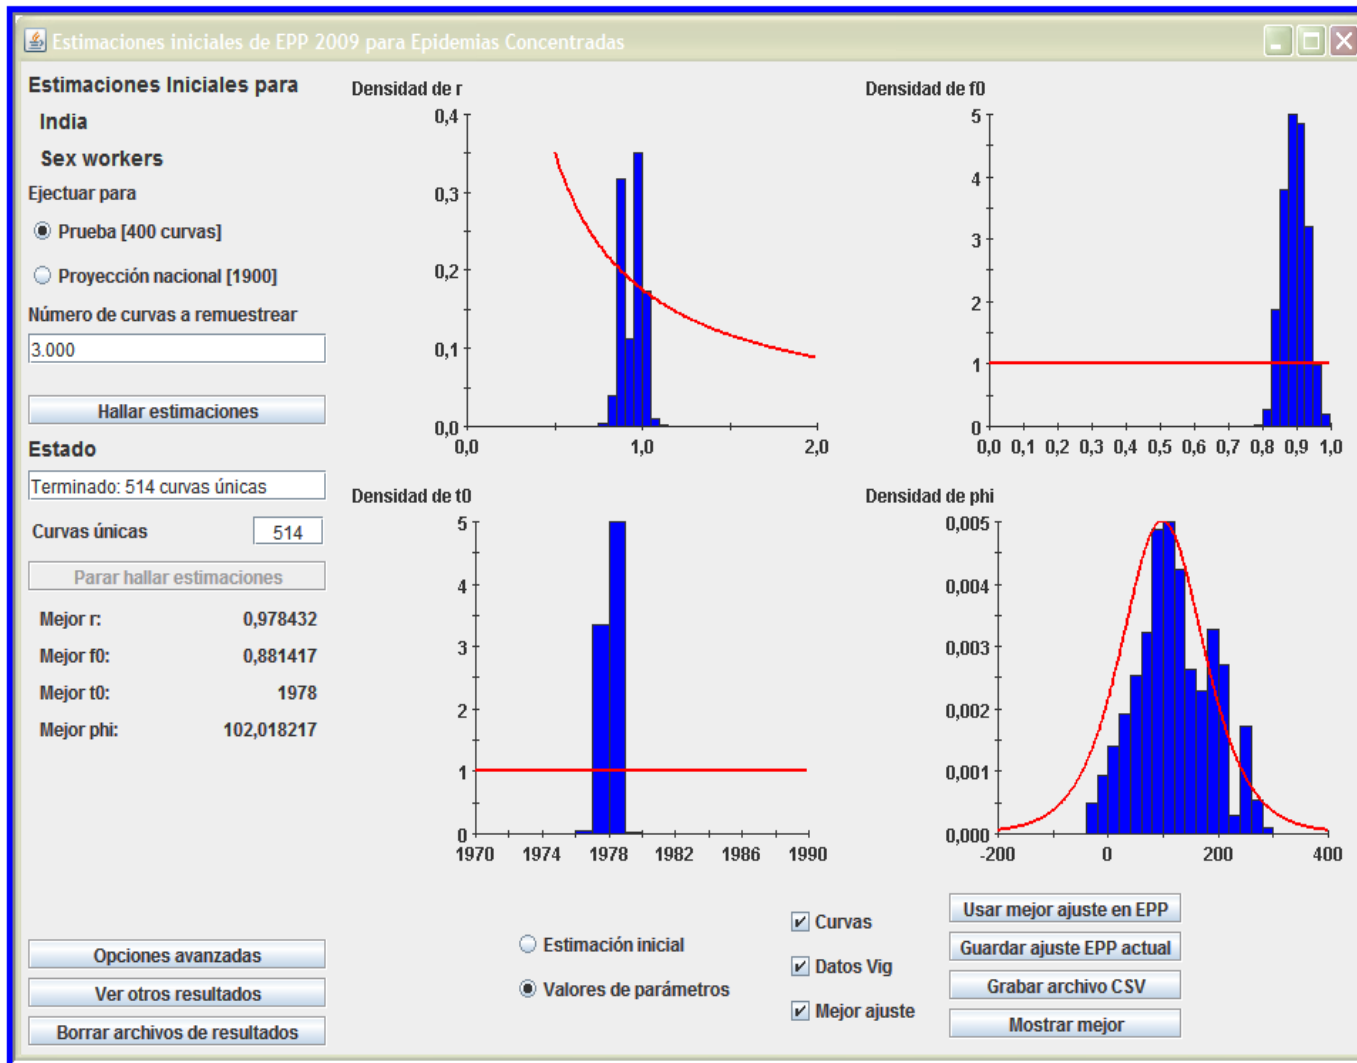 Estimaciones iniciales de EPP 2009 para Epidemias Concentradas
Estimaciones Iniciales para
India
Sex workers
Ejectuar para
Prueba [400 curvas]
Proyección nacional [1900]
Número de curvas a remuestrear
3.000
Hallar estimaciones
Estado
Terminado: 514 curvas únicas
Curvas únicas 514
Parar hallar estimaciones
Mejor r: 0,978432
Mejor f0: 0,881417
Mejor t0: 1978
Mejor phi: 102,018217
Opciones avanzadas
Ver otros resultados
Borrar archivos de resultados
Densidad de r
0,4
0,3
0,2
0,1
0,0
0,0 1,0 2,0
Densidad de f0
5
4
3
2
1
0
0,0 0,1 0,2 0,3 0,4 0,5 0,6 0,7 0,8 0,9 1,0
Densidad de t0
5
4
3
2
1
0
1970 1974 1978 1982 1986 1990
Densidad de phi
0,005
0,004
0,003
0,002
0,001
0,000
-200 0 200 400
Estimación inicial
Valores de parámetros
Curvas
Datos Vig
Mejor ajuste
Usar mejor ajuste en EPP
Guardar ajuste EPP actual
Grabar archivo CSV
Mostrar mejor